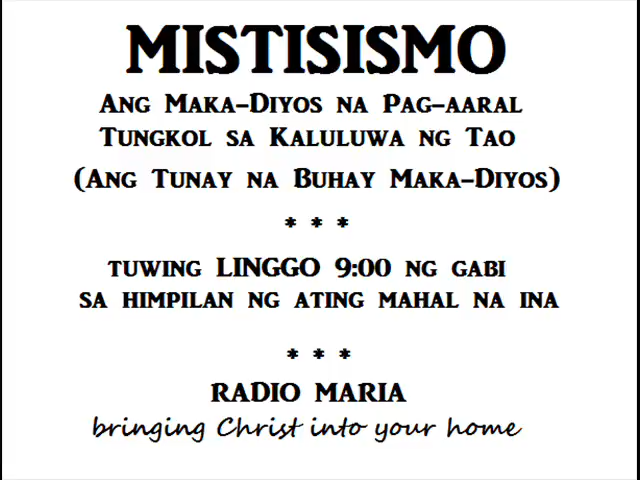 MISTISISMO
ANG MAKA-DIYOS NA PAG-AARAL
TUNGKOL SA KALULUWA NG TAO
(ANG TUNAY NA BUHAY MAKA-DIYOS)
* * *
TUWING LINGGO 9:00 NG GABI
SA HIMPILAN NG ATING MAHAL NA INA
* * *
RADIO MARIA
bringing Christ into your home